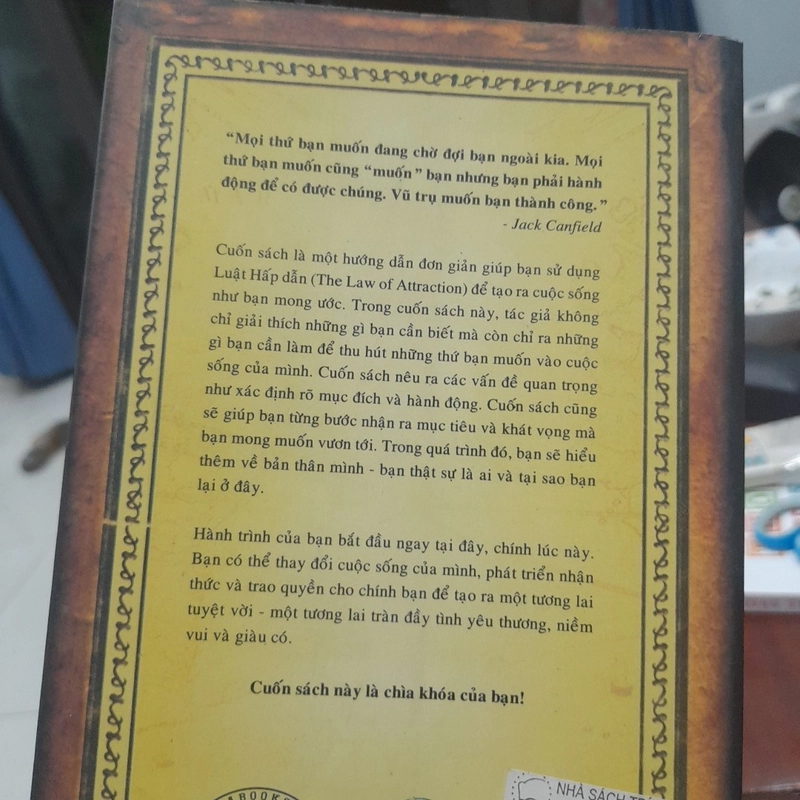 “Mọi thứ bạn muốn đang chờ đợi bạn ngoài kia. Mọi
thứ bạn muốn cũng “muốn” bạn nhưng bạn phải hành
động để có được chúng. Vũ trụ muốn bạn thành công.”
- Jack Canfield
Cuốn sách là một hướng dẫn đơn giản giúp bạn sử dụng
Luật Hấp dẫn (The Law of Attraction) để tạo ra cuộc sống
như bạn mong ước. Trong cuốn sách này, tác giả không
chỉ giải thích những gì bạn cần biết mà còn chỉ ra những
gì bạn cần làm để thu hút những thứ bạn muốn vào cuộc
sống của mình. Cuốn sách nêu ra các vấn đề quan trọng
như xác định rõ mục đích và hành động. Cuốn sách cũng
sẽ giúp bạn từng bước nhận ra mục tiêu và khát vọng mà
bạn mong muốn vươn tới. Trong quá trình đó, bạn sẽ hiểu
thêm về bản thân mình - bạn thật sự là ai và tại sao bạn
lại ở đây.
Hành trình của bạn bắt đầu ngay tại đây, chính lúc này.
Bạn có thể thay đổi cuộc sống của mình, phát triển nhận
thức và trao quyền cho chính bạn để tạo ra một tương lai
tuyệt vời - một tương lai tràn đầy tình yêu thương, niềm
vui và giàu có.
Cuốn sách này là chìa khóa của bạn!
NHÀ SÁCH